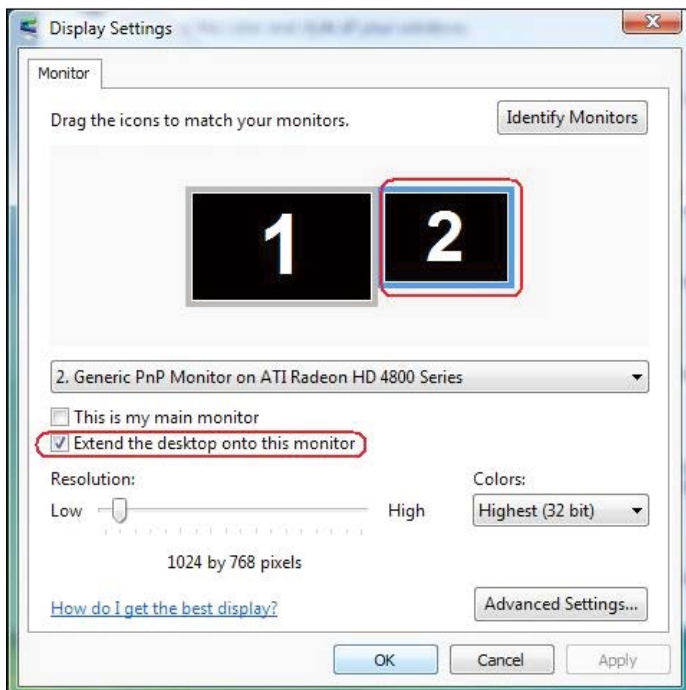 Display Settings
Monitor
Drag the icons to match your monitors.
Identify Monitors
1
2
2. Generic PnP Monitor on ATI Radeon HD 4800 Series
This is my main monitor
Extend the desktop onto this monitor
Resolution:
Colors:
Low
High
Highest (32 bit)
1024 by 768 pixels
How do I get the best display?
Advanced Settings...
OK
Cancel
Apply